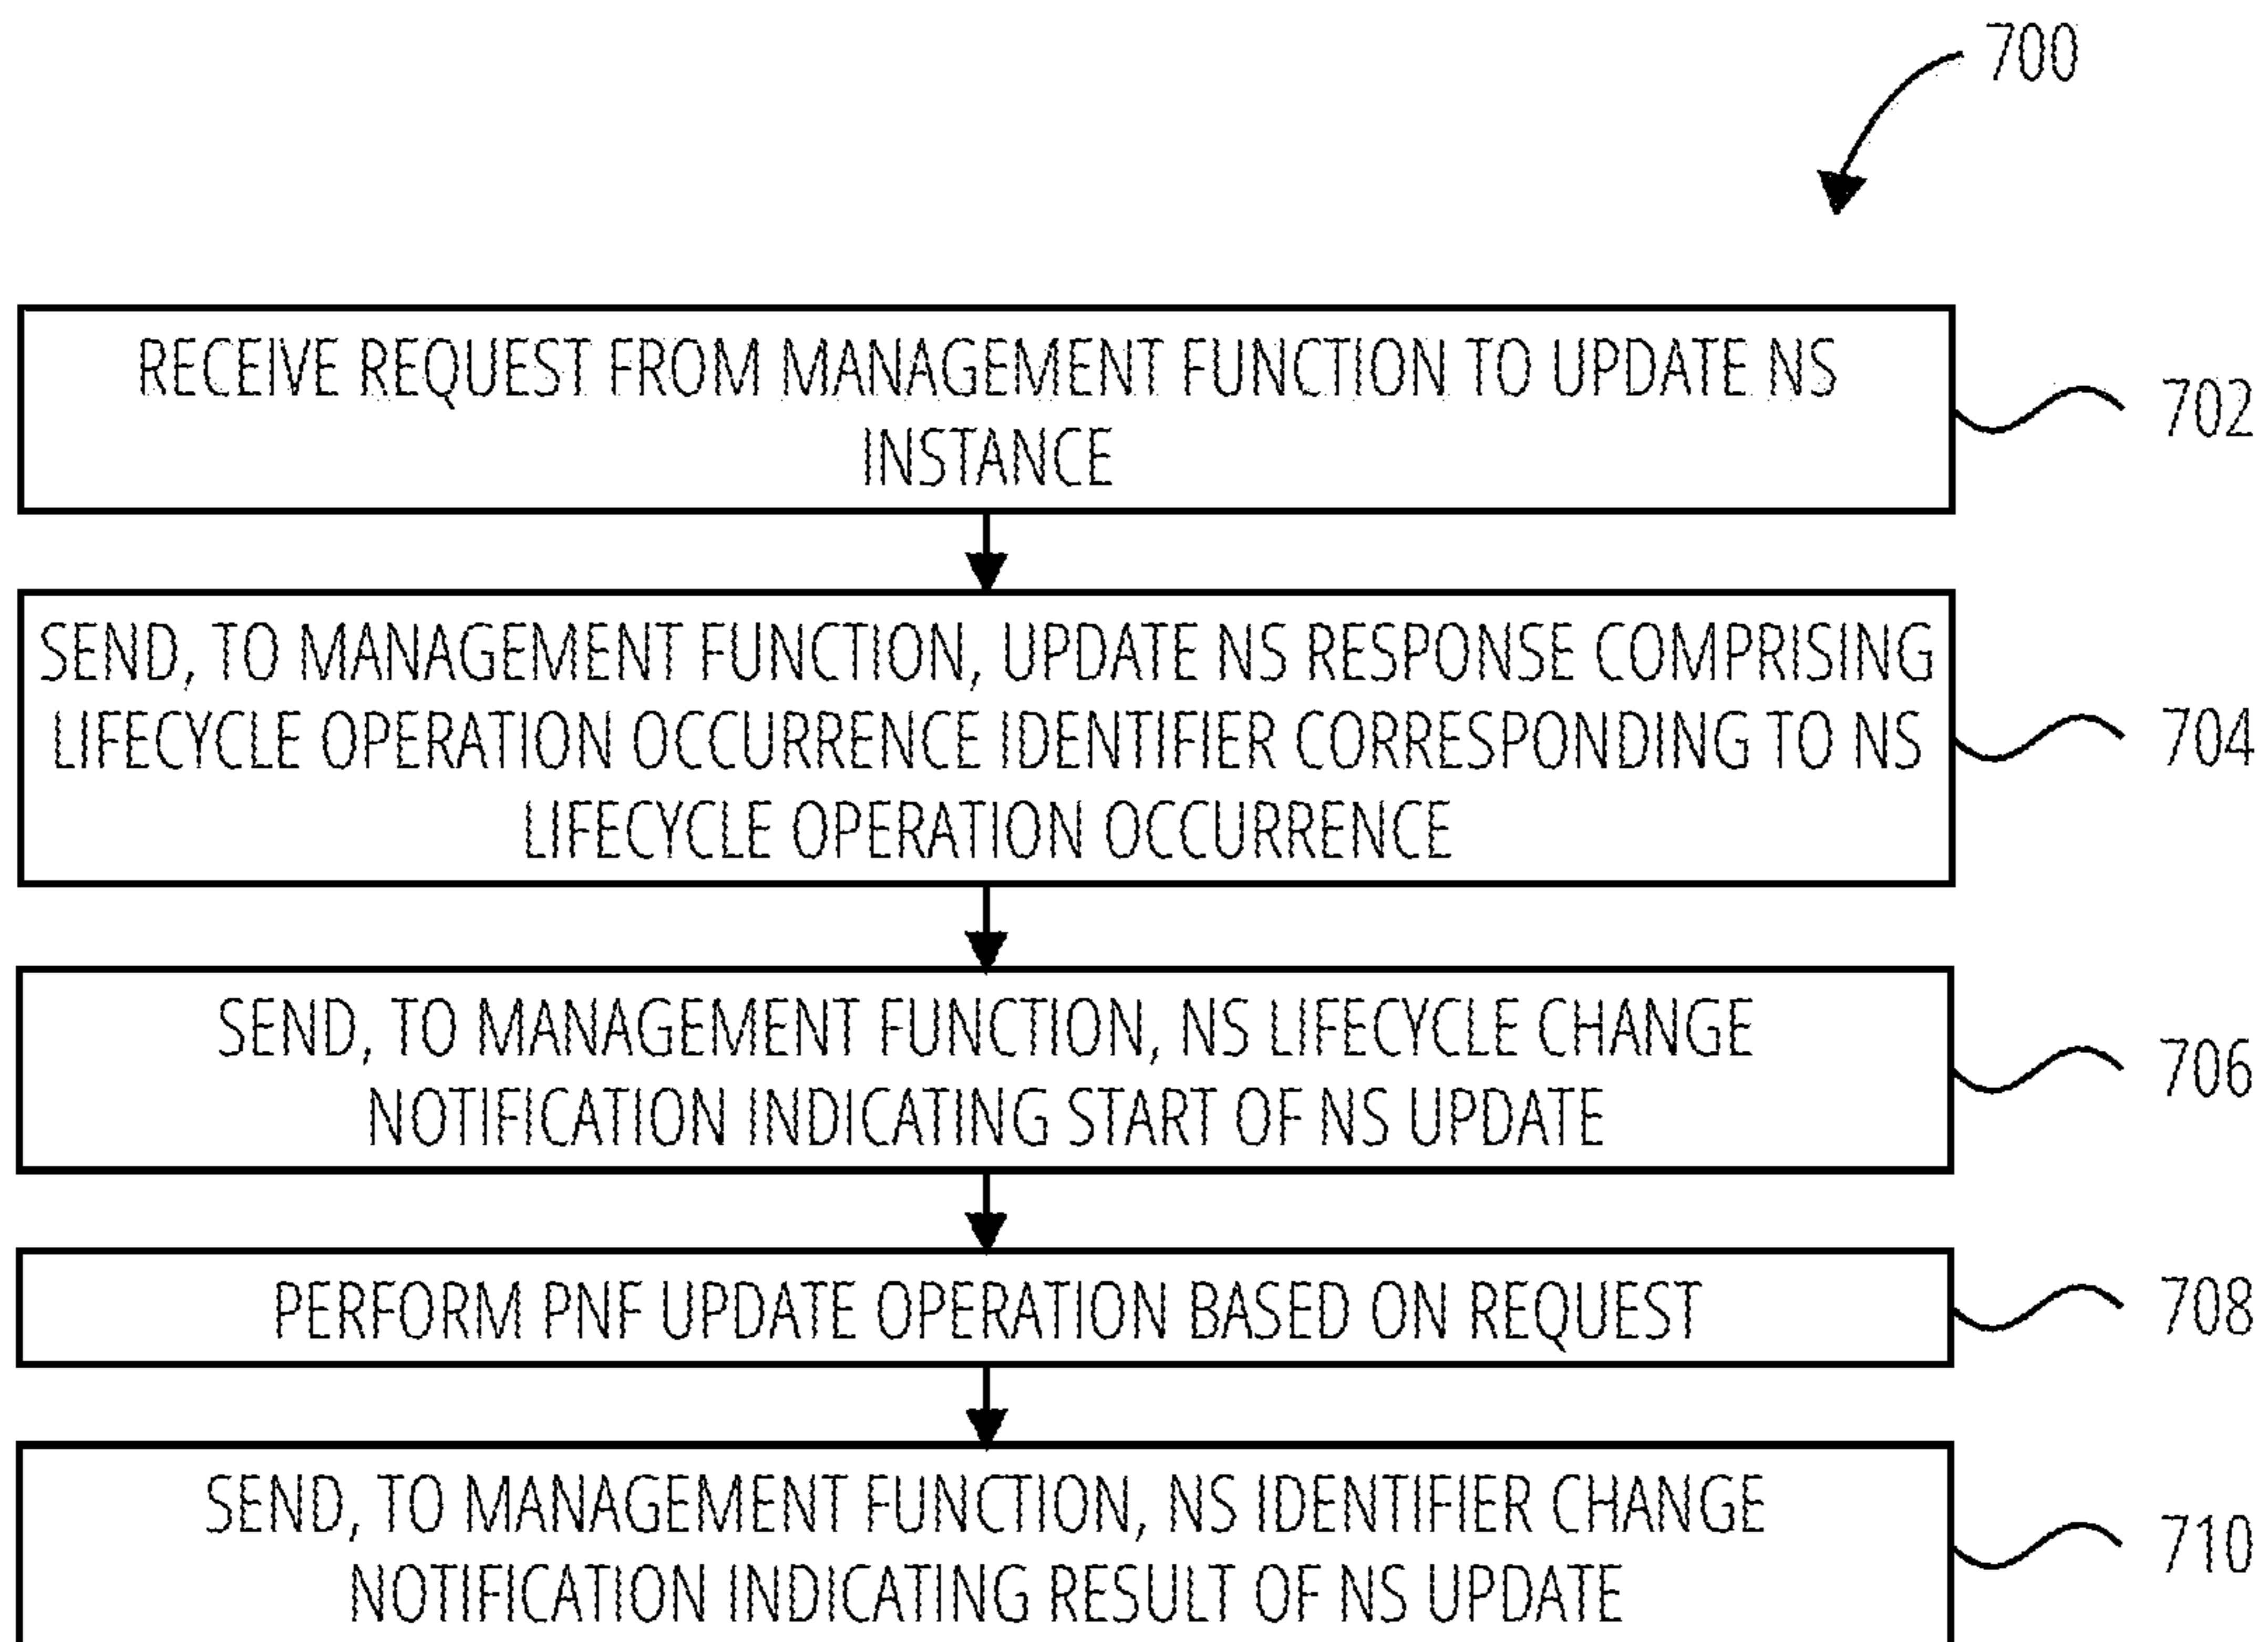 700
RECEIVE REQUEST FROM MANAGEMENT FUNCTION TO UPDATE NS
INSTANCE
702
SEND, TO MANAGEMENT FUNCTION, UPDATE NS RESPONSE COMPRISING
LIFECYCLE OPERATION OCCURRENCE IDENTIFIER CORRESPONDING TO NS
LIFECYCLE OPERATION OCCURRENCE
704
SEND, TO MANAGEMENT FUNCTION, NS LIFECYCLE CHANGE
NOTIFICATION INDICATING START OF NS UPDATE
706
PERFORM PNF UPDATE OPERATION BASED ON REQUEST
708
SEND, TO MANAGEMENT FUNCTION, NS IDENTIFIER CHANGE
NOTIFICATION INDICATING RESULT OF NS UPDATE
710